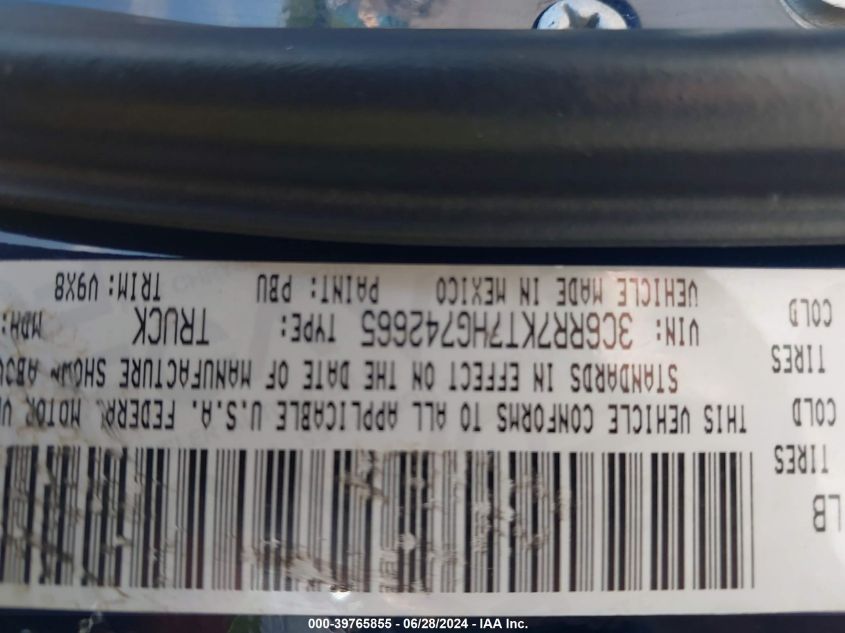 LB
TIRES
COLD
TIRES
COLD
THIS VEHICLE CONFORMS TO ALL APPLICABLE U.S.A. FEDERA MOTOR
STANDARDS IN EFFECT ON THE DATE OF MANUFACTURE SHOWN
VIN: 3C6RR7KT7HG742665 TYPE: TRUCK MDH:
VEHICLE MADE IN MEXICO PAINT: PBU TRIM: V9X8
000-39765855 / 06/28/2024 - IAA Inc.